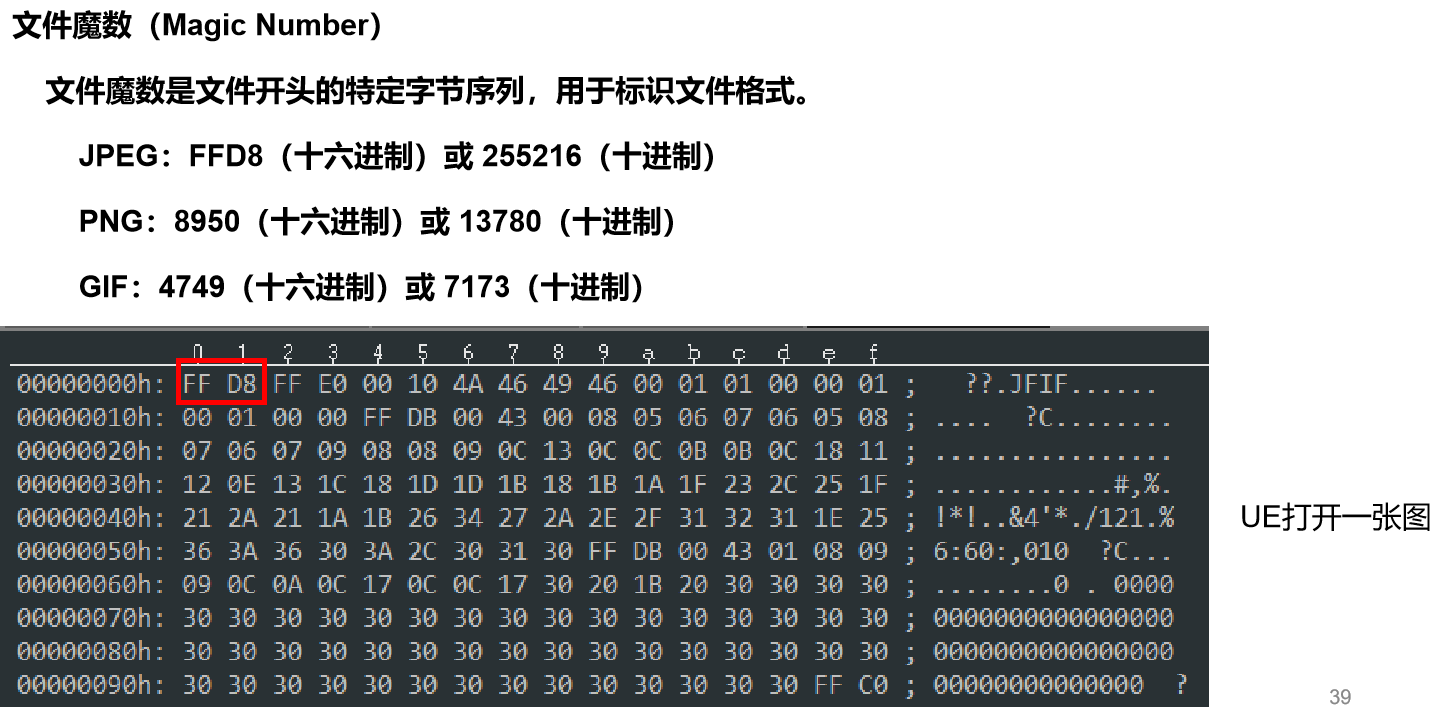 文件魔数（Magic Number）
文件魔数是文件开头的特定字节序列，用于标识文件格式。
JPEG：FFD8（十六进制）或 255216（十进制）
PNG：8950（十六进制）或 13780（十进制）
GIF：4749（十六进制）或 7173（十进制）
0 1 2 3 4 5 6 7 8 9 a b c d e f
00000000h: FF D8 FF E0 00 10 4A 46 49 46 00 01 01 00 00 01 ;   ??.JFIF......
00000010h: 00 01 00 00 FF DB 00 43 00 08 05 06 07 06 05 08 ; ....  ?C........
00000020h: 07 06 07 09 08 08 09 0C 13 0C 0C 0B 0B 0C 18 11 ; ................
00000030h: 12 0E 13 1C 18 1D 1D 1B 18 1B 1A 1F 23 2C 25 1F ; ............#,%.
00000040h: 21 2A 21 1A 1B 26 34 27 2A 2E 2F 31 32 31 1E 25 ; !*!..&4'*./121.%
00000050h: 36 3A 36 30 3A 2C 30 31 30 FF DB 00 43 01 08 09 ; 6:60:,010  ?C...
00000060h: 09 0C 0A 0C 17 0C 0C 17 30 20 1B 20 30 30 30 30 ; ........0 . 0000
00000070h: 30 30 30 30 30 30 30 30 30 30 30 30 30 30 30 30 ; 0000000000000000
00000080h: 30 30 30 30 30 30 30 30 30 30 30 30 30 30 30 30 ; 0000000000000000
00000090h: 30 30 30 30 30 30 30 30 30 30 30 30 30 30 FF C0 ; 00000000000000  ?
UE打开一张图
39